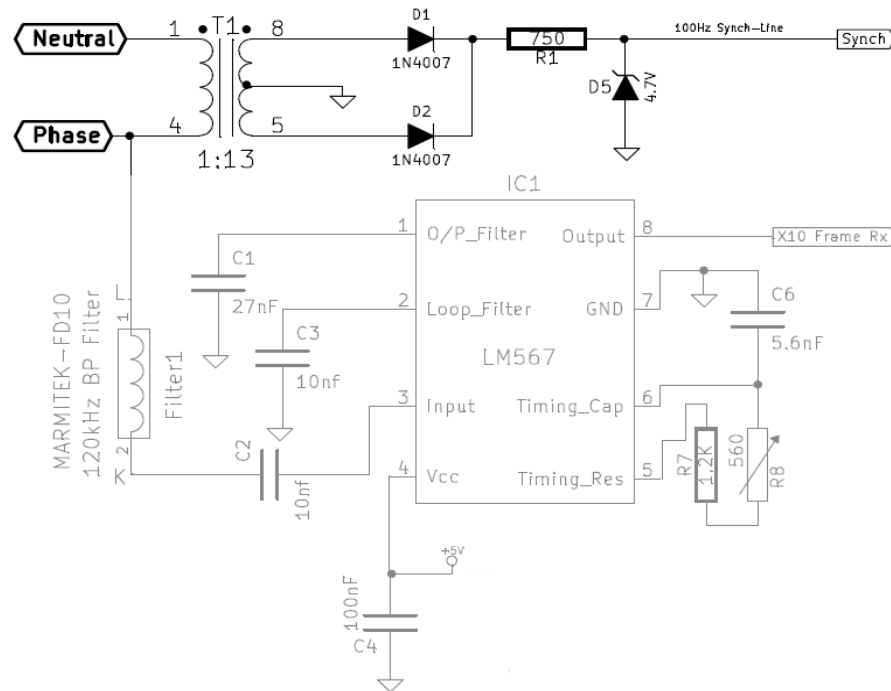 Neutral
1
T1
8
D1
1N4007
750
R1
100Hz Synch-Line
Synch
D5
4.7V
D2
1N4007
Phase
4
5
1:13
IC1
1
O/P_Filter
Output
8
X10 Frame Rx
C1
27nF
2
Loop_Filter
GND
7
C6
5.6nF
C3
10nf
LM567
L
1
MARMITEK-FD10
120kHz BP Filter
Filter1
2
K
3
Input
Timing_Cap
6
C2
10nf
4
Vcc
Timing_Res
5
R7
1.2K
560
R8
+5V
100nF
C4